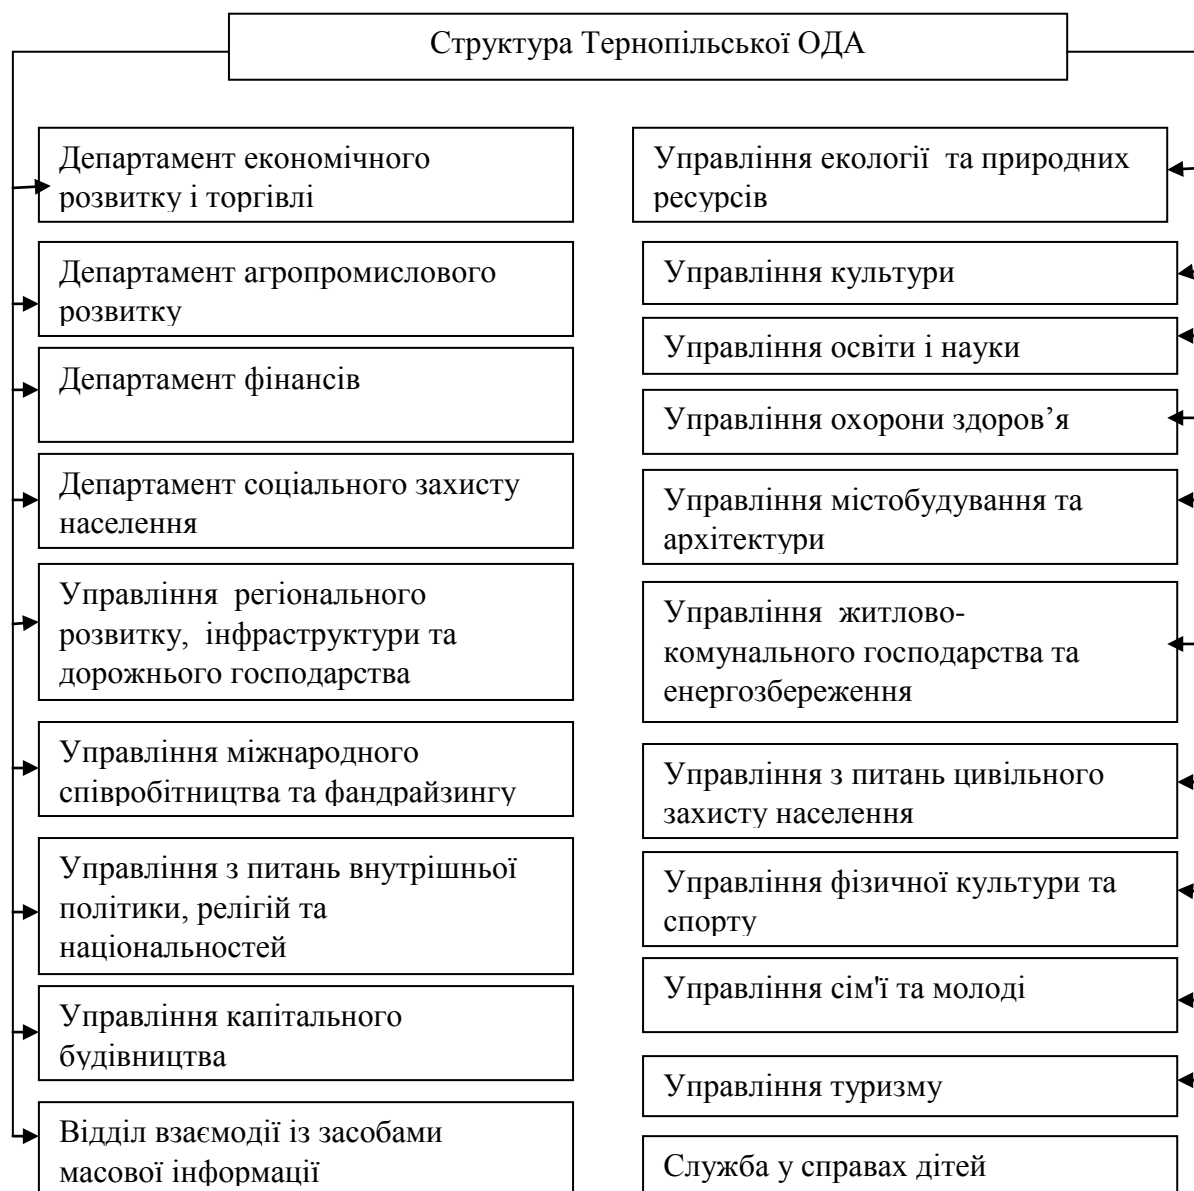 Структура Тернопільської ОДА
Департамент економічного
розвитку і торгівлі
Департамент агропромислового
розвитку
Департамент фінансів
Департамент соціального захисту
населення
Управління регіонального
розвитку, інфраструктури та
дорожнього господарства
Управління міжнародного
співробітництва та фандрайзингу
Управління з питань внутрішньої
політики, релігій та
національностей
Управління капітального
будівництва
Відділ взаємодії із засобами
масової інформації
Управління екології та природних
ресурсів
Управління культури
Управління освіти і науки
Управління охорони здоров’я
Управління містобудування та
архітектури
Управління житлово-
комунального господарства та
енергозбереження
Управління з питань цивільного
захисту населення
Управління фізичної культури та
спорту
Управління сім'ї та молоді
Управління туризму
Служба у справах дітей